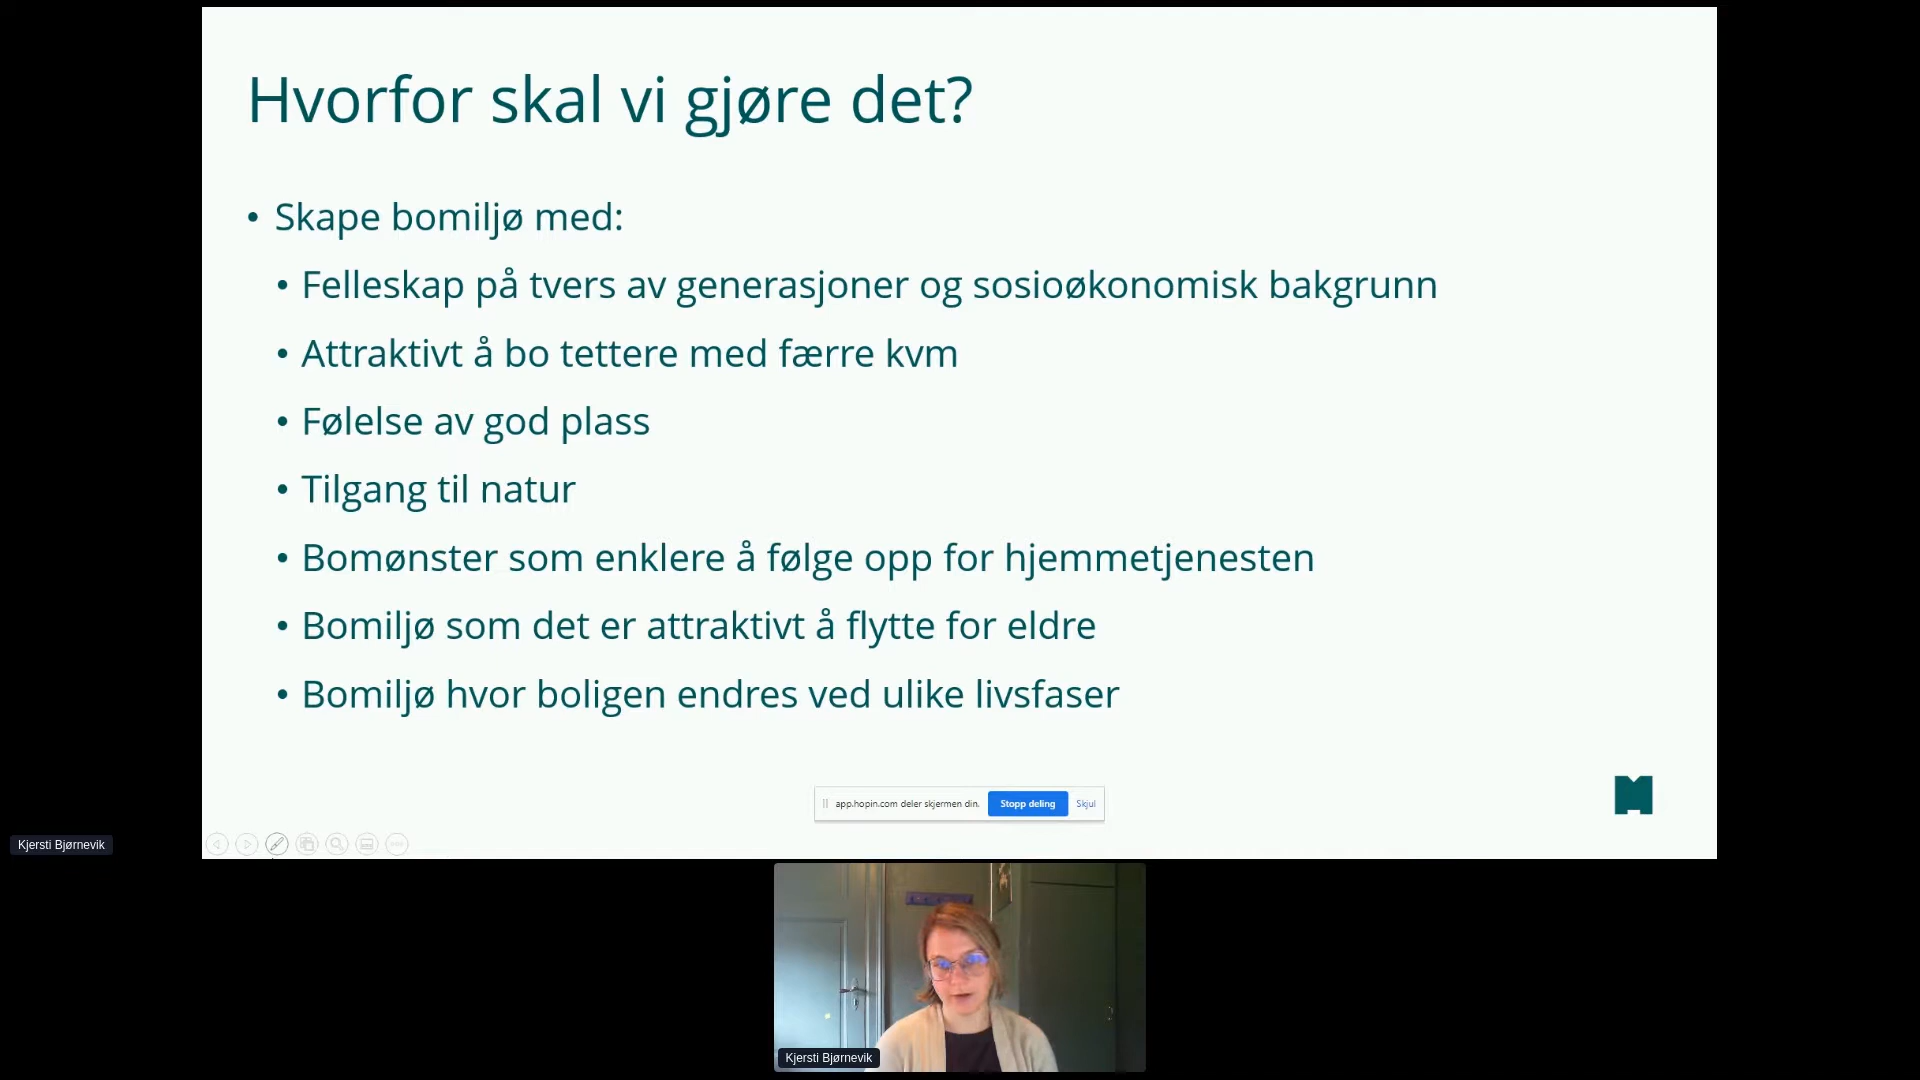 Hvorfor skal vi gjøre det?
• Skape bomiljø med:
• Felleskap på tvers av generasjoner og sosioøkonomisk bakgrunn
• Attraktivt å bo tettere med færre kvm
• Følelse av god plass
• Tilgang til natur
• Bomønster som enklere å følge opp for hjemmetjenesten
• Bomiljø som det er attraktivt å flytte for eldre
• Bomiljø hvor boligen endres ved ulike livsfaser
app.hopin.com deler skjermen din. Stopp deling Skjul
Kjersti Bjørnevik
Kjersti Bjørnevik